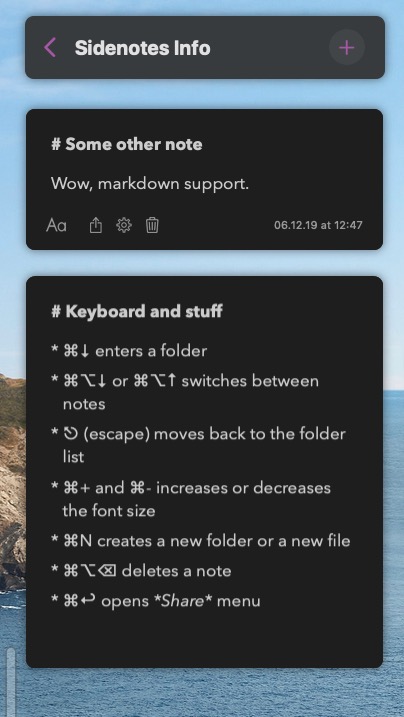 Sidenotes Info
# Some other note
Wow, markdown support.
Aa
06.12.19 at 12:47
# Keyboard and stuff
* ⌘↓ enters a folder
* ⌘⌥↓ or ⌘⌥↑ switches between
notes
* ⎋ (escape) moves back to the folder
list
* ⌘+ and ⌘- increases or decreases
the font size
* ⌘N creates a new folder or a new file
* ⌘⌥⌫ deletes a note
* ⌘↩ opens *Share* menu